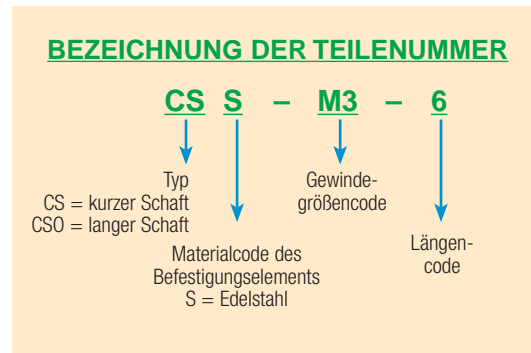 BEZEICHNUNG DER TEILENUMMER
CS S – M3 – 6
Typ
CS = kurzer Schaft
CSO = langer Schaft
Materialcode des
Befestigungselements
S = Edelstahl
Gewinde-
größencode
Längen-
code